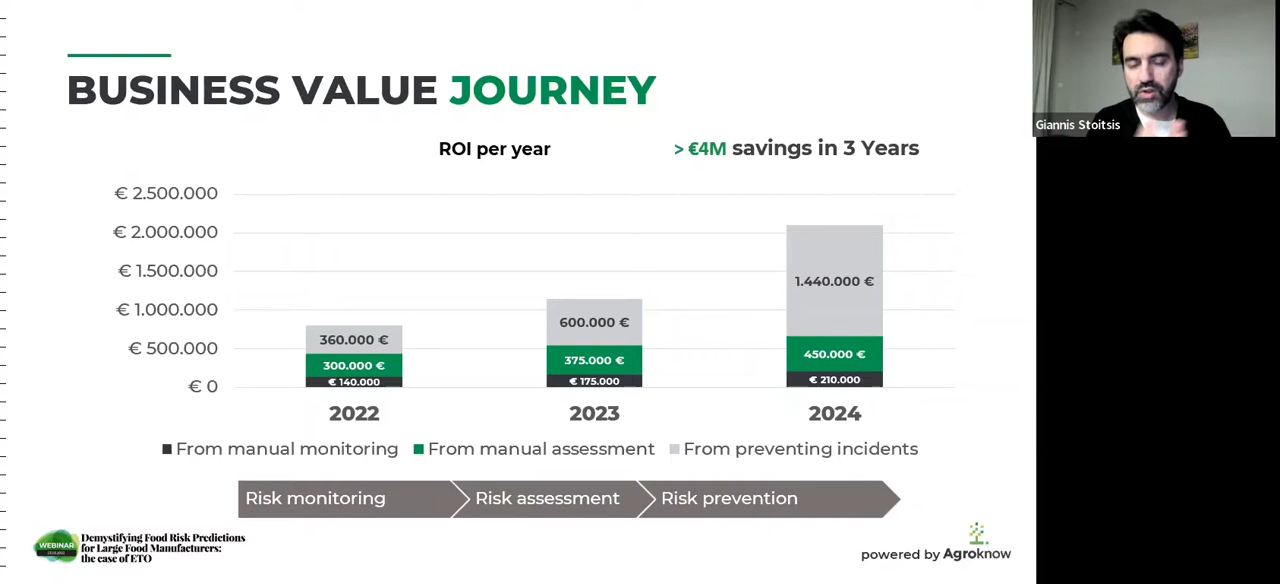 BUSINESS VALUE JOURNEY
ROI per year
> €4M savings in 3 Years
€ 2.500.000
€ 2.000.000
€ 1.500.000
€ 1.000.000
€ 500.000
€ 0
360.000 €
300.000 €
€ 140.000
600.000 €
375.000 €
€ 175.000
1.440.000 €
450.000 €
€ 210.000
2022 2023 2024
From manual monitoring From manual assessment From preventing incidents
Risk monitoring Risk assessment Risk prevention
WEBINAR
Demystifying Food Risk Predictions
for Large Food Manufacturers:
the case of ETO
powered by Agroknow
Giannis Stoitsis